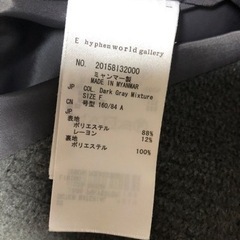 E hyphen world gallery
NO. 20158132000
ミャンマー製
MADE IN MYANMAR
COL. Dark Gray Mixture
JP SIZE F
CN 号型 160/84 A
JP
表地
ポリエステル 88%
レーヨン 12%
裏地
ポリエステル 100%